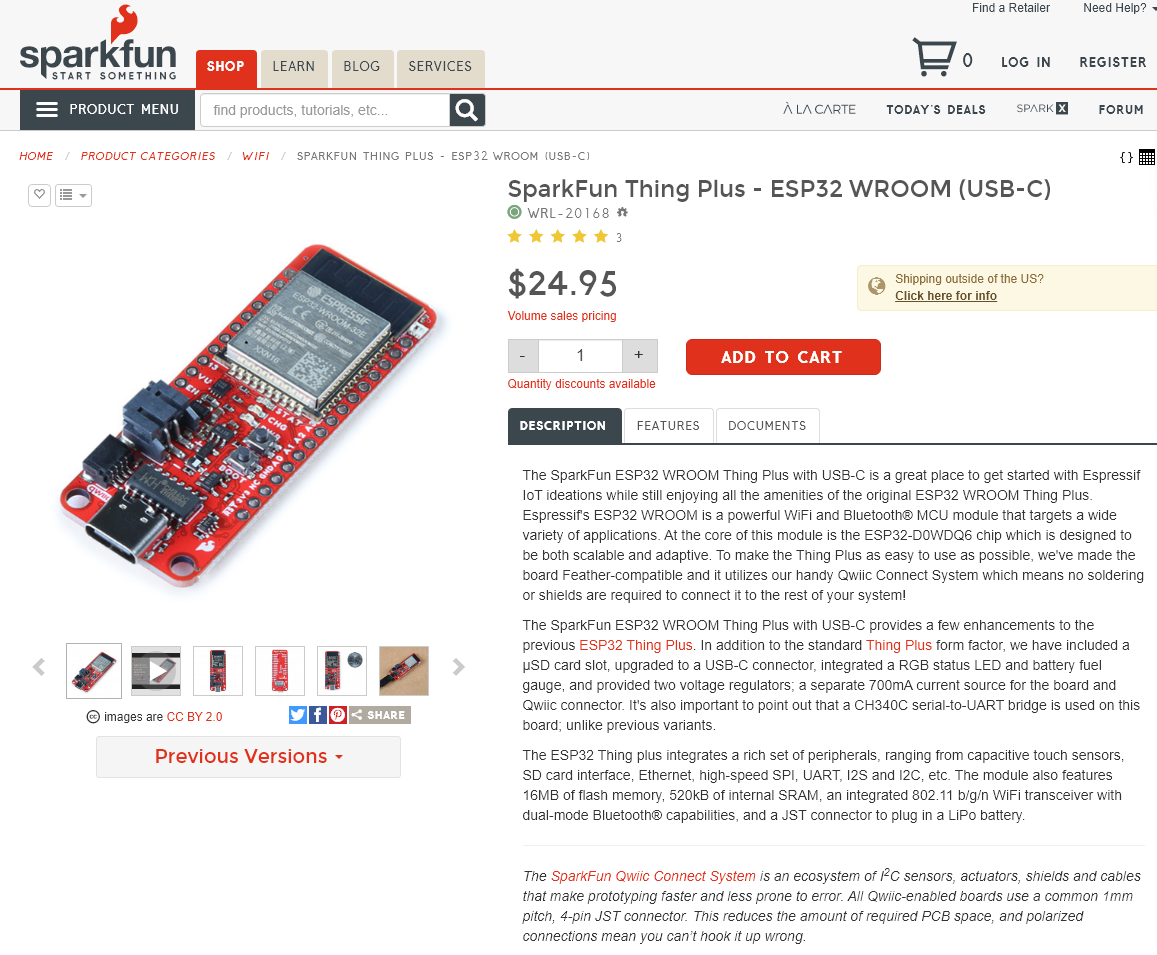 Find a Retailer
Need Help?
sparkfun
START SOMETHING
SHOP
LEARN
BLOG
SERVICES
0
LOG IN
REGISTER
PRODUCT MENU
find products, tutorials, etc...
À LA CARTE
TODAY'S DEALS
SPARK X
FORUM
HOME / PRODUCT CATEGORIES / WIFI / SPARKFUN THING PLUS - ESP32 WROOM (USB-C)
{ }
SparkFun Thing Plus - ESP32 WROOM (USB-C)
WRL-20168
3
$24.95
Shipping outside of the US?
Click here for info
Volume sales pricing
- 1 +
ADD TO CART
Quantity discounts available
DESCRIPTION
FEATURES
DOCUMENTS
ESPRESSIF
ESP32-WROOM-32E
The SparkFun ESP32 WROOM Thing Plus with USB-C is a great place to get started with Espressif
IoT ideations while still enjoying all the amenities of the original ESP32 WROOM Thing Plus.
Espressif's ESP32 WROOM is a powerful WiFi and Bluetooth® MCU module that targets a wide
variety of applications. At the core of this module is the ESP32-D0WDQ6 chip which is designed to
be both scalable and adaptive. To make the Thing Plus as easy to use as possible, we've made the
board Feather-compatible and it utilizes our handy Qwiic Connect System which means no soldering
or shields are required to connect it to the rest of your system!
The SparkFun ESP32 WROOM Thing Plus with USB-C provides a few enhancements to the
previous ESP32 Thing Plus. In addition to the standard Thing Plus form factor, we have included a
µSD card slot, upgraded to a USB-C connector, integrated a RGB status LED and battery fuel
gauge, and provided two voltage regulators; a separate 700mA current source for the board and
Qwiic connector. It's also important to point out that a CH340C serial-to-UART bridge is used on this
board; unlike previous variants.
The ESP32 Thing plus integrates a rich set of peripherals, ranging from capacitive touch sensors,
SD card interface, Ethernet, high-speed SPI, UART, I2S and I2C, etc. The module also features
16MB of flash memory, 520kB of internal SRAM, an integrated 802.11 b/g/n WiFi transceiver with
dual-mode Bluetooth® capabilities, and a JST connector to plug in a LiPo battery.
The SparkFun Qwiic Connect System is an ecosystem of I2C sensors, actuators, shields and cables
that make prototyping faster and less prone to error. All Qwiic-enabled boards use a common 1mm
pitch, 4-pin JST connector. This reduces the amount of required PCB space, and polarized
connections mean you can't hook it up wrong.
images are CC BY 2.0
SHARE
Previous Versions